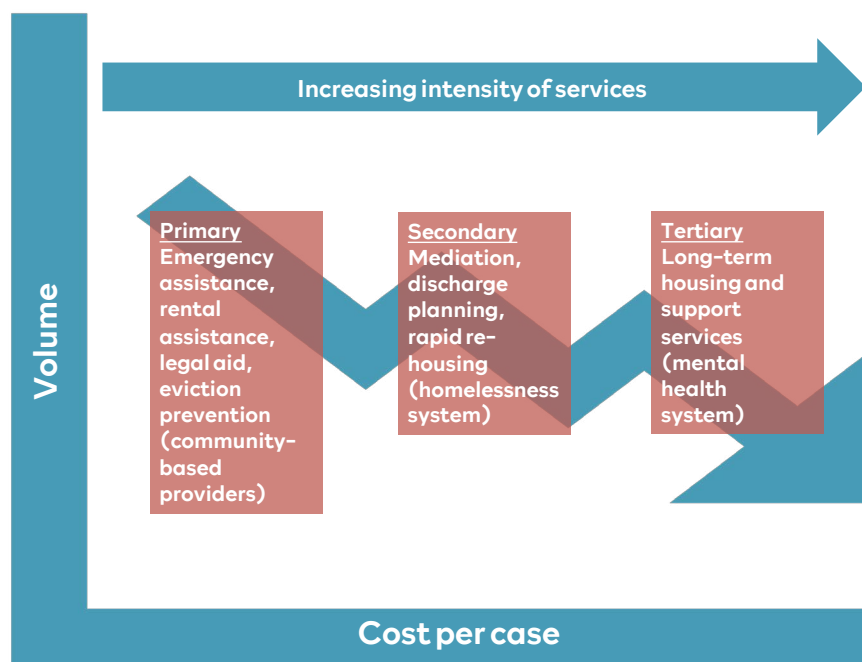 Increasing intensity of services
Volume
Primary
Emergency
assistance,
rental
assistance,
legal aid,
eviction
prevention
(community-
based
providers)
Secondary
Mediation,
discharge
planning,
rapid re-
housing
(homelessness
system)
Tertiary
Long-term
housing and
support
services
(mental
health
system)
Cost per case